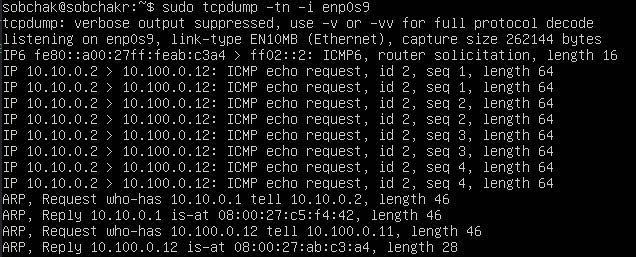 sobchak@sobchakr:~$ sudo tcpdump -tn -i enp0s9
tcpdump: verbose output suppressed, use -v or -vv for full protocol decode
listening on enp0s9, link-type EN10MB (Ethernet), capture size 262144 bytes
IP6 fe80::a00:27ff:feab:c3a4 > ff02::2: ICMP6, router solicitation, length 16
IP 10.10.0.2 > 10.100.0.12: ICMP echo request, id 2, seq 1, length 64
IP 10.10.0.2 > 10.100.0.12: ICMP echo request, id 2, seq 1, length 64
IP 10.10.0.2 > 10.100.0.12: ICMP echo request, id 2, seq 2, length 64
IP 10.10.0.2 > 10.100.0.12: ICMP echo request, id 2, seq 2, length 64
IP 10.10.0.2 > 10.100.0.12: ICMP echo request, id 2, seq 3, length 64
IP 10.10.0.2 > 10.100.0.12: ICMP echo request, id 2, seq 3, length 64
IP 10.10.0.2 > 10.100.0.12: ICMP echo request, id 2, seq 4, length 64
IP 10.10.0.2 > 10.100.0.12: ICMP echo request, id 2, seq 4, length 64
ARP, Request who-has 10.10.0.1 tell 10.10.0.2, length 46
ARP, Reply 10.10.0.1 is-at 08:00:27:c5:f4:42, length 46
ARP, Request who-has 10.100.0.12 tell 10.100.0.11, length 46
ARP, Reply 10.100.0.12 is-at 08:00:27:ab:c3:a4, length 28